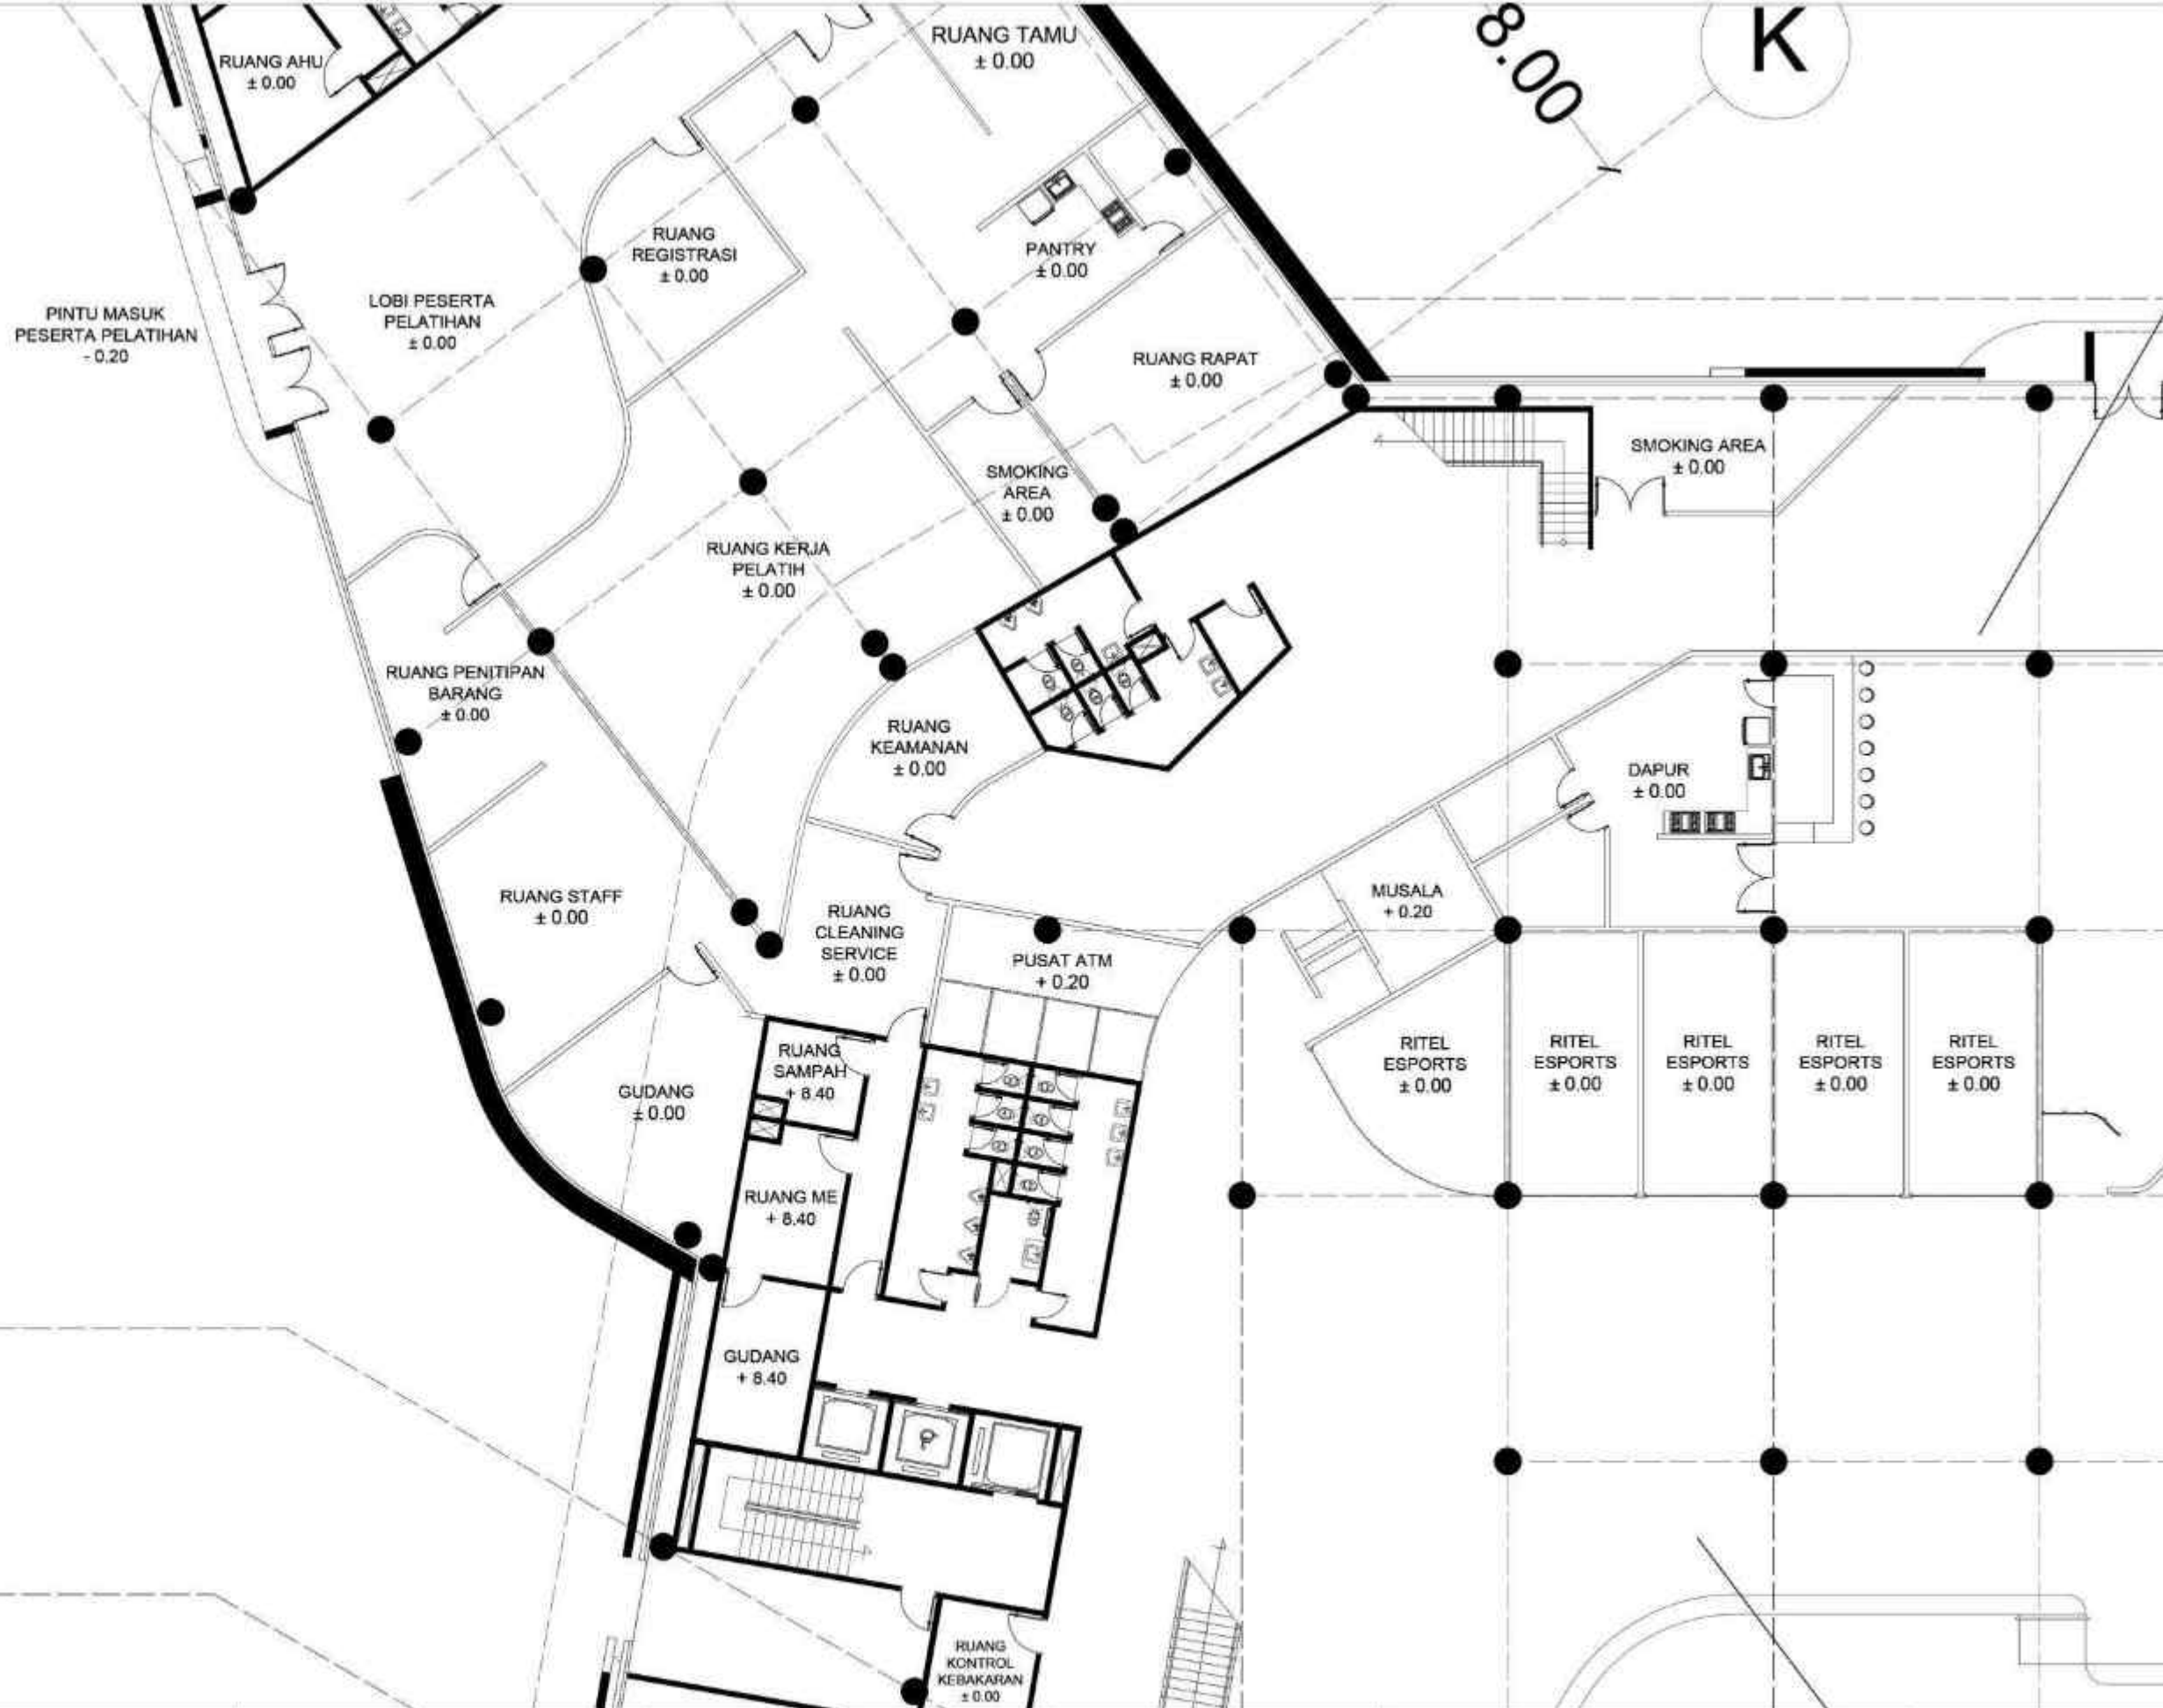 RUANG AHU
± 0.00
RUANG TAMU
± 0.00
8.00
K
RUANG
REGISTRASI
± 0.00
PANTRY
± 0.00
PINTU MASUK
PESERTA PELATIHAN
- 0.20
LOBI PESERTA
PELATIHAN
± 0.00
RUANG RAPAT
± 0.00
SMOKING AREA
± 0.00
SMOKING
AREA
± 0.00
RUANG KERJA
PELATIH
± 0.00
RUANG PENITIPAN
BARANG
± 0.00
RUANG
KEAMANAN
± 0.00
DAPUR
± 0.00
RUANG STAFF
± 0.00
RUANG
CLEANING
SERVICE
± 0.00
MUSALA
+ 0.20
PUSAT ATM
+ 0.20
RUANG
SAMPAH
+ 8.40
GUDANG
± 0.00
RITEL
ESPORTS
± 0.00
RITEL
ESPORTS
± 0.00
RITEL
ESPORTS
± 0.00
RITEL
ESPORTS
± 0.00
RITEL
ESPORTS
± 0.00
RUANG ME
+ 8.40
GUDANG
+ 8.40
RUANG
KONTROL
KEBAKARAN
± 0.00